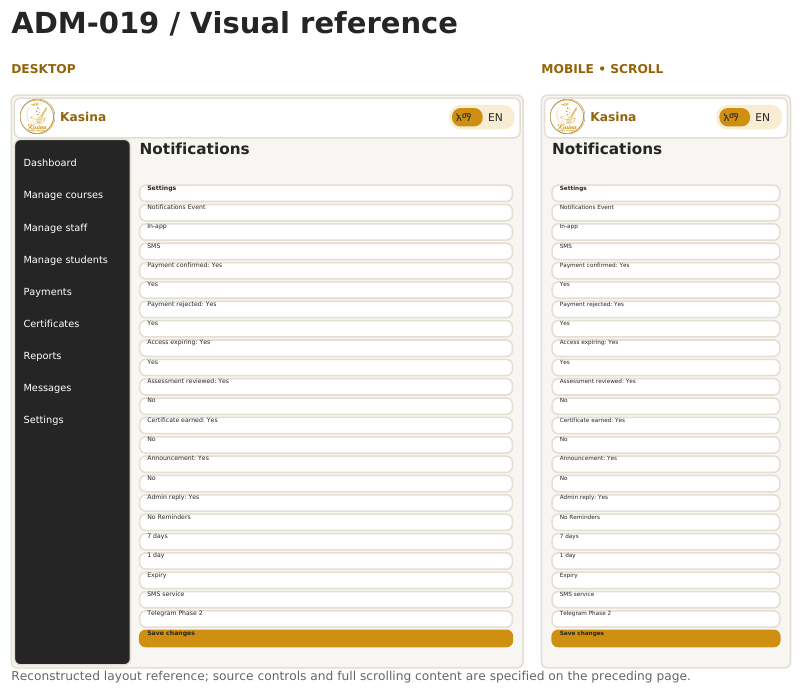 ADM-019 / Visual reference
DESKTOP
Kasina
Kasina
አማ EN
Dashboard
Manage courses
Manage staff
Manage students
Payments
Certificates
Reports
Messages
Settings
Notifications
Settings
Notifications Event
In-app
SMS
Payment confirmed: Yes
Yes
Payment rejected: Yes
Yes
Access expiring: Yes
Yes
Assessment reviewed: Yes
No
Certificate earned: Yes
No
Announcement: Yes
No
Admin reply: Yes
No Reminders
7 days
1 day
Expiry
SMS service
Telegram Phase 2
Save changes
MOBILE • SCROLL
Kasina
Kasina
አማ EN
Notifications
Settings
Notifications Event
In-app
SMS
Payment confirmed: Yes
Yes
Payment rejected: Yes
Yes
Access expiring: Yes
Yes
Assessment reviewed: Yes
No
Certificate earned: Yes
No
Announcement: Yes
No
Admin reply: Yes
No Reminders
7 days
1 day
Expiry
SMS service
Telegram Phase 2
Save changes
Reconstructed layout reference; source controls and full scrolling content are specified on the preceding page.